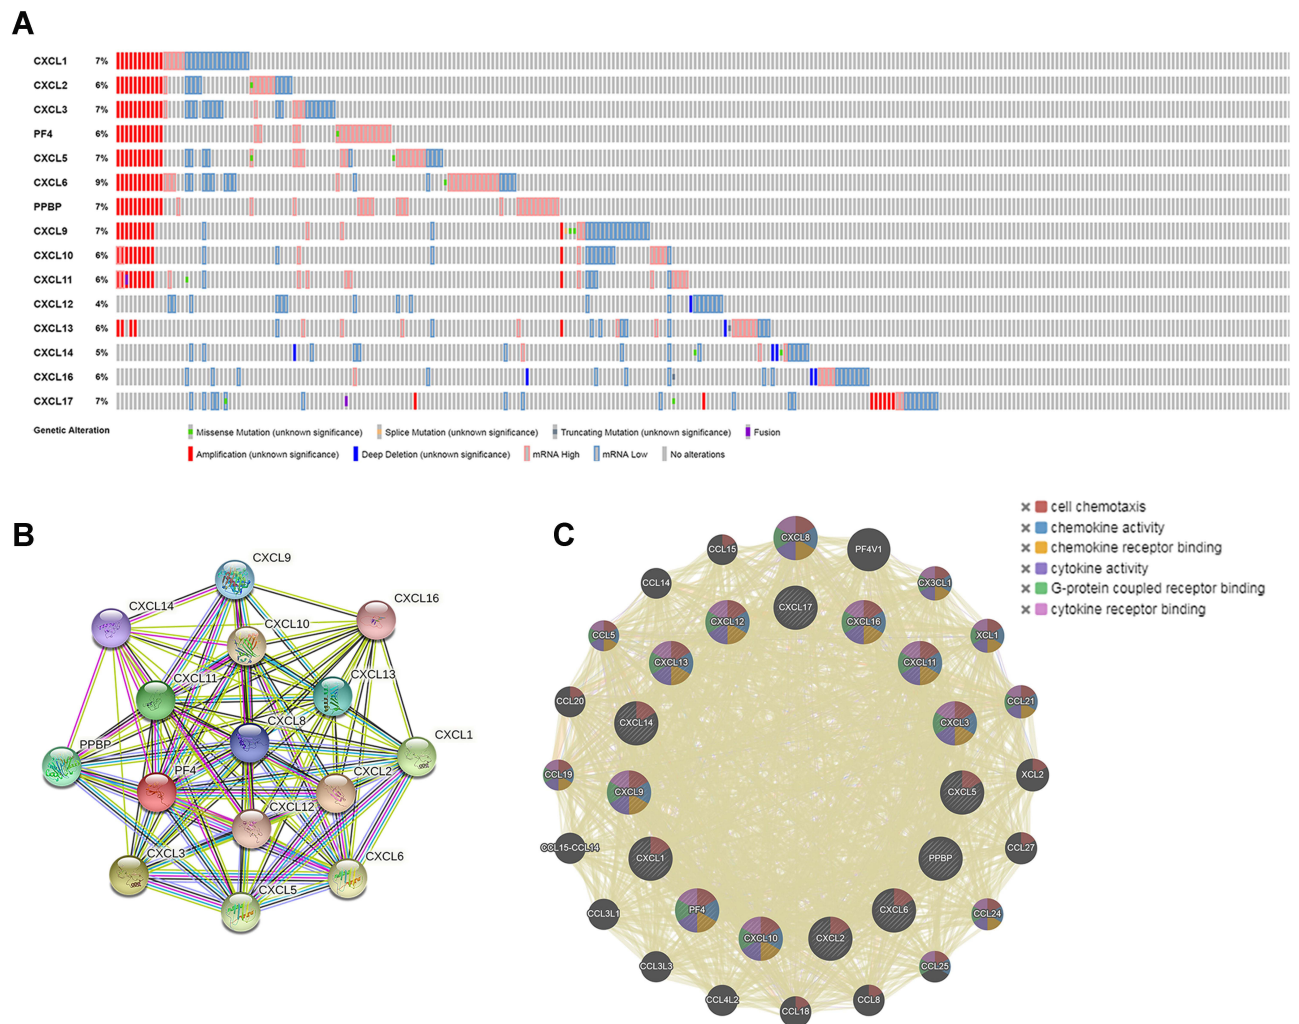 A
CXCL1 7%
CXCL2 6%
CXCL3 7%
PF4 6%
CXCL5 7%
CXCL6 9%
PPBP 7%
CXCL9 7%
CXCL10 6%
CXCL11 6%
CXCL12 4%
CXCL13 6%
CXCL14 5%
CXCL16 6%
CXCL17 7%
Genetic Alteration
Missense Mutation (unknown significance) Splice Mutation (unknown significance) Truncating Mutation (unknown significance) Fusion
Amplification (unknown significance) Deep Deletion (unknown significance) mRNA High mRNA Low No alterations
B
CXCL9
CXCL14
CXCL16
CXCL10
CXCL11
CXCL13
CXCL8
CXCL1
PPBP
PF4
CXCL2
CXCL12
CXCL3
CXCL6
CXCL5
C
cell chemotaxis
chemokine activity
chemokine receptor binding
cytokine activity
G-protein coupled receptor binding
cytokine receptor binding
CXCL8
PF4V1
CCL15
CCL14
CX3CL1
CXCL17
CXCL12
CXCL16
CCL5
XCL1
CXCL13
CXCL11
CCL20
CCL21
CXCL14
CXCL3
CCL19
XCL2
CXCL9
CXCL5
CCL15-CCL14
CCL27
CXCL1
PPBP
CCL3L1
PF4
CXCL6
CCL24
CXCL10
CXCL2
CCL3L3
CCL25
CCL4L2
CCL8
CCL18